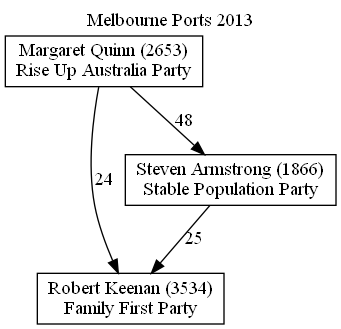 Melbourne Ports 2013
Margaret Quinn (2653)
Rise Up Australia Party
48
Steven Armstrong (1866)
Stable Population Party
24
25
Robert Keenan (3534)
Family First Party